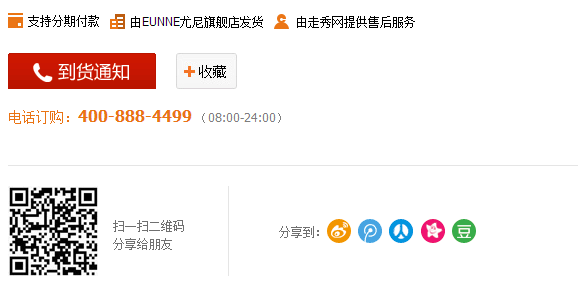 支持分期付款 由EUNNE尤尼旗舰店发货 由走秀网提供售后服务
到货通知 +收藏
电话订购：400-888-4499 （08:00-24:00）
扫一扫二维码
分享给朋友
分享到： 豆